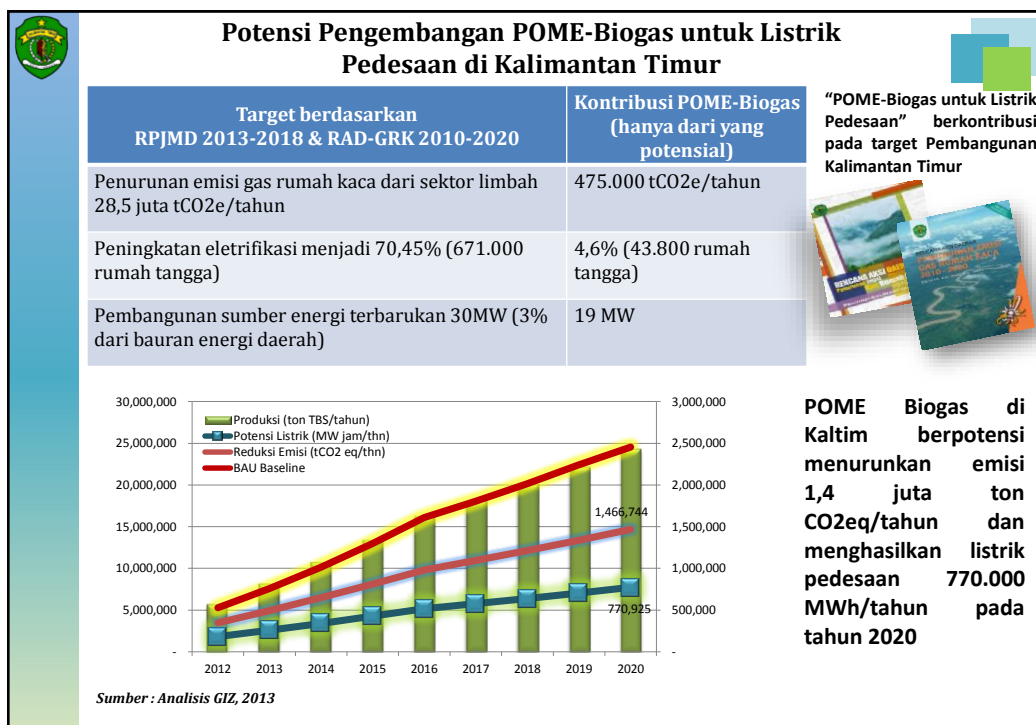 Potensi Pengembangan POME-Biogas untuk Listrik
Pedesaan di Kalimantan Timur
Target berdasarkan
RPJMD 2013-2018 & RAD-GRK 2010-2020
Kontribusi POME-Biogas
(hanya dari yang
potensial)
Penurunan emisi gas rumah kaca dari sektor limbah
28,5 juta tCO2e/tahun
475.000 tCO2e/tahun
Peningkatan eletrifikasi menjadi 70,45% (671.000
rumah tangga)
4,6% (43.800 rumah
tangga)
Pembangunan sumber energi terbarukan 30MW (3%
dari bauran energi daerah)
19 MW
“POME-Biogas untuk Listrik
Pedesaan” berkontribusi
pada target Pembangunan
Kalimantan Timur
RENCANA AKSI
PENURUNAN EMISI
GAS RUMAH KACA
2010 - 2020
30,000,000
25,000,000
20,000,000
15,000,000
10,000,000
5,000,000
-
Produksi (ton TBS/tahun)
Potensi Listrik (MW jam/thn)
Reduksi Emisi (tCO2 eq/thn)
BAU Baseline
1,466,744
770,925
3,000,000
2,500,000
2,000,000
1,500,000
1,000,000
500,000
-
2012 2013 2014 2015 2016 2017 2018 2019 2020
POME Biogas di
Kaltim berpotensi
menurunkan emisi
1,4 juta ton
CO2eq/tahun dan
menghasilkan listrik
pedesaan 770.000
MWh/tahun pada
tahun 2020
Sumber : Analisis GIZ, 2013